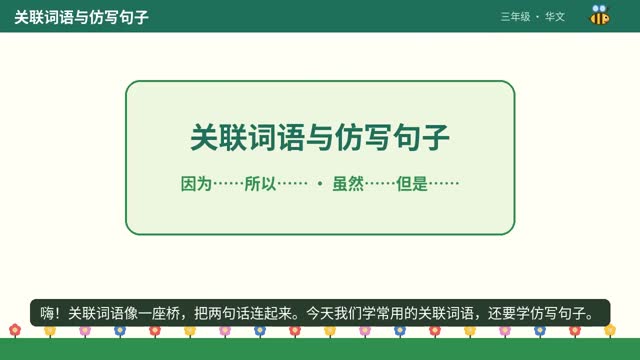 关联词语与仿写句子
三年级 · 华文
关联词语与仿写句子
因为……所以…… · 虽然……但是……
嗨！关联词语像一座桥，把两句话连起来。今天我们学常用的关联词语，还要学仿写句子。